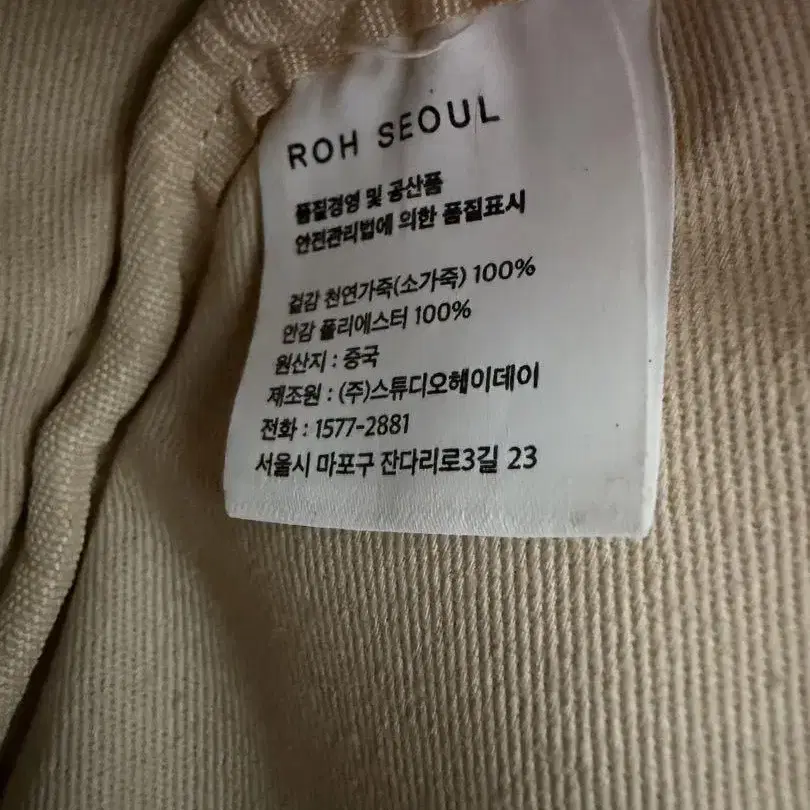 ROH SEOUL
품질경영 및 공산품
안전관리법에 의한 품질표시
겉감 천연가죽(소가죽) 100%
안감 폴리에스터 100%
원산지 : 중국
제조원 : (주)스튜디오헤이데이
전화 : 1577-2881
서울시 마포구 잔다리로3길 23